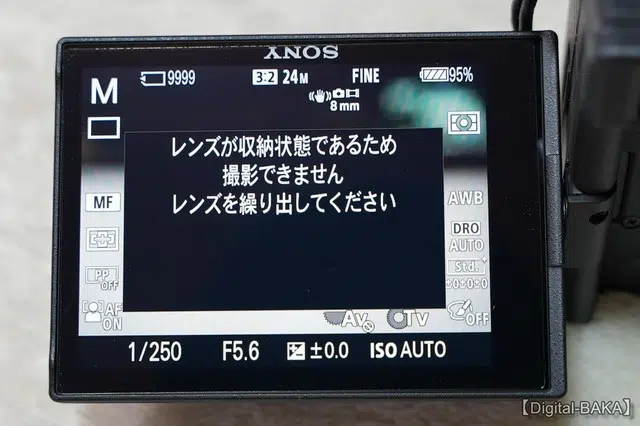 SONY
M
9999
3:2 24M
FINE
95%
8mm
レンズが収納状態であるため
撮影できません
レンズを繰り出してください
MF
AWB
DRO
AUTO
PP
OFF
Std.
AF
ON
Av
Tv
OFF
1/250
F5.6
±0.0
ISO AUTO
【Digital-BAKA】